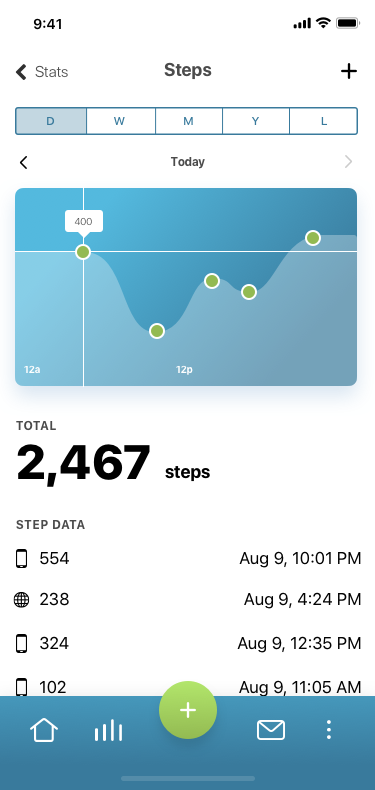 9:41
Stats
Steps
D W M Y L
Today
400
12a 12p
TOTAL
2,467 steps
STEP DATA
554 Aug 9, 10:01 PM
238 Aug 9, 4:24 PM
324 Aug 9, 12:35 PM
102 Aug 9, 11:05 AM